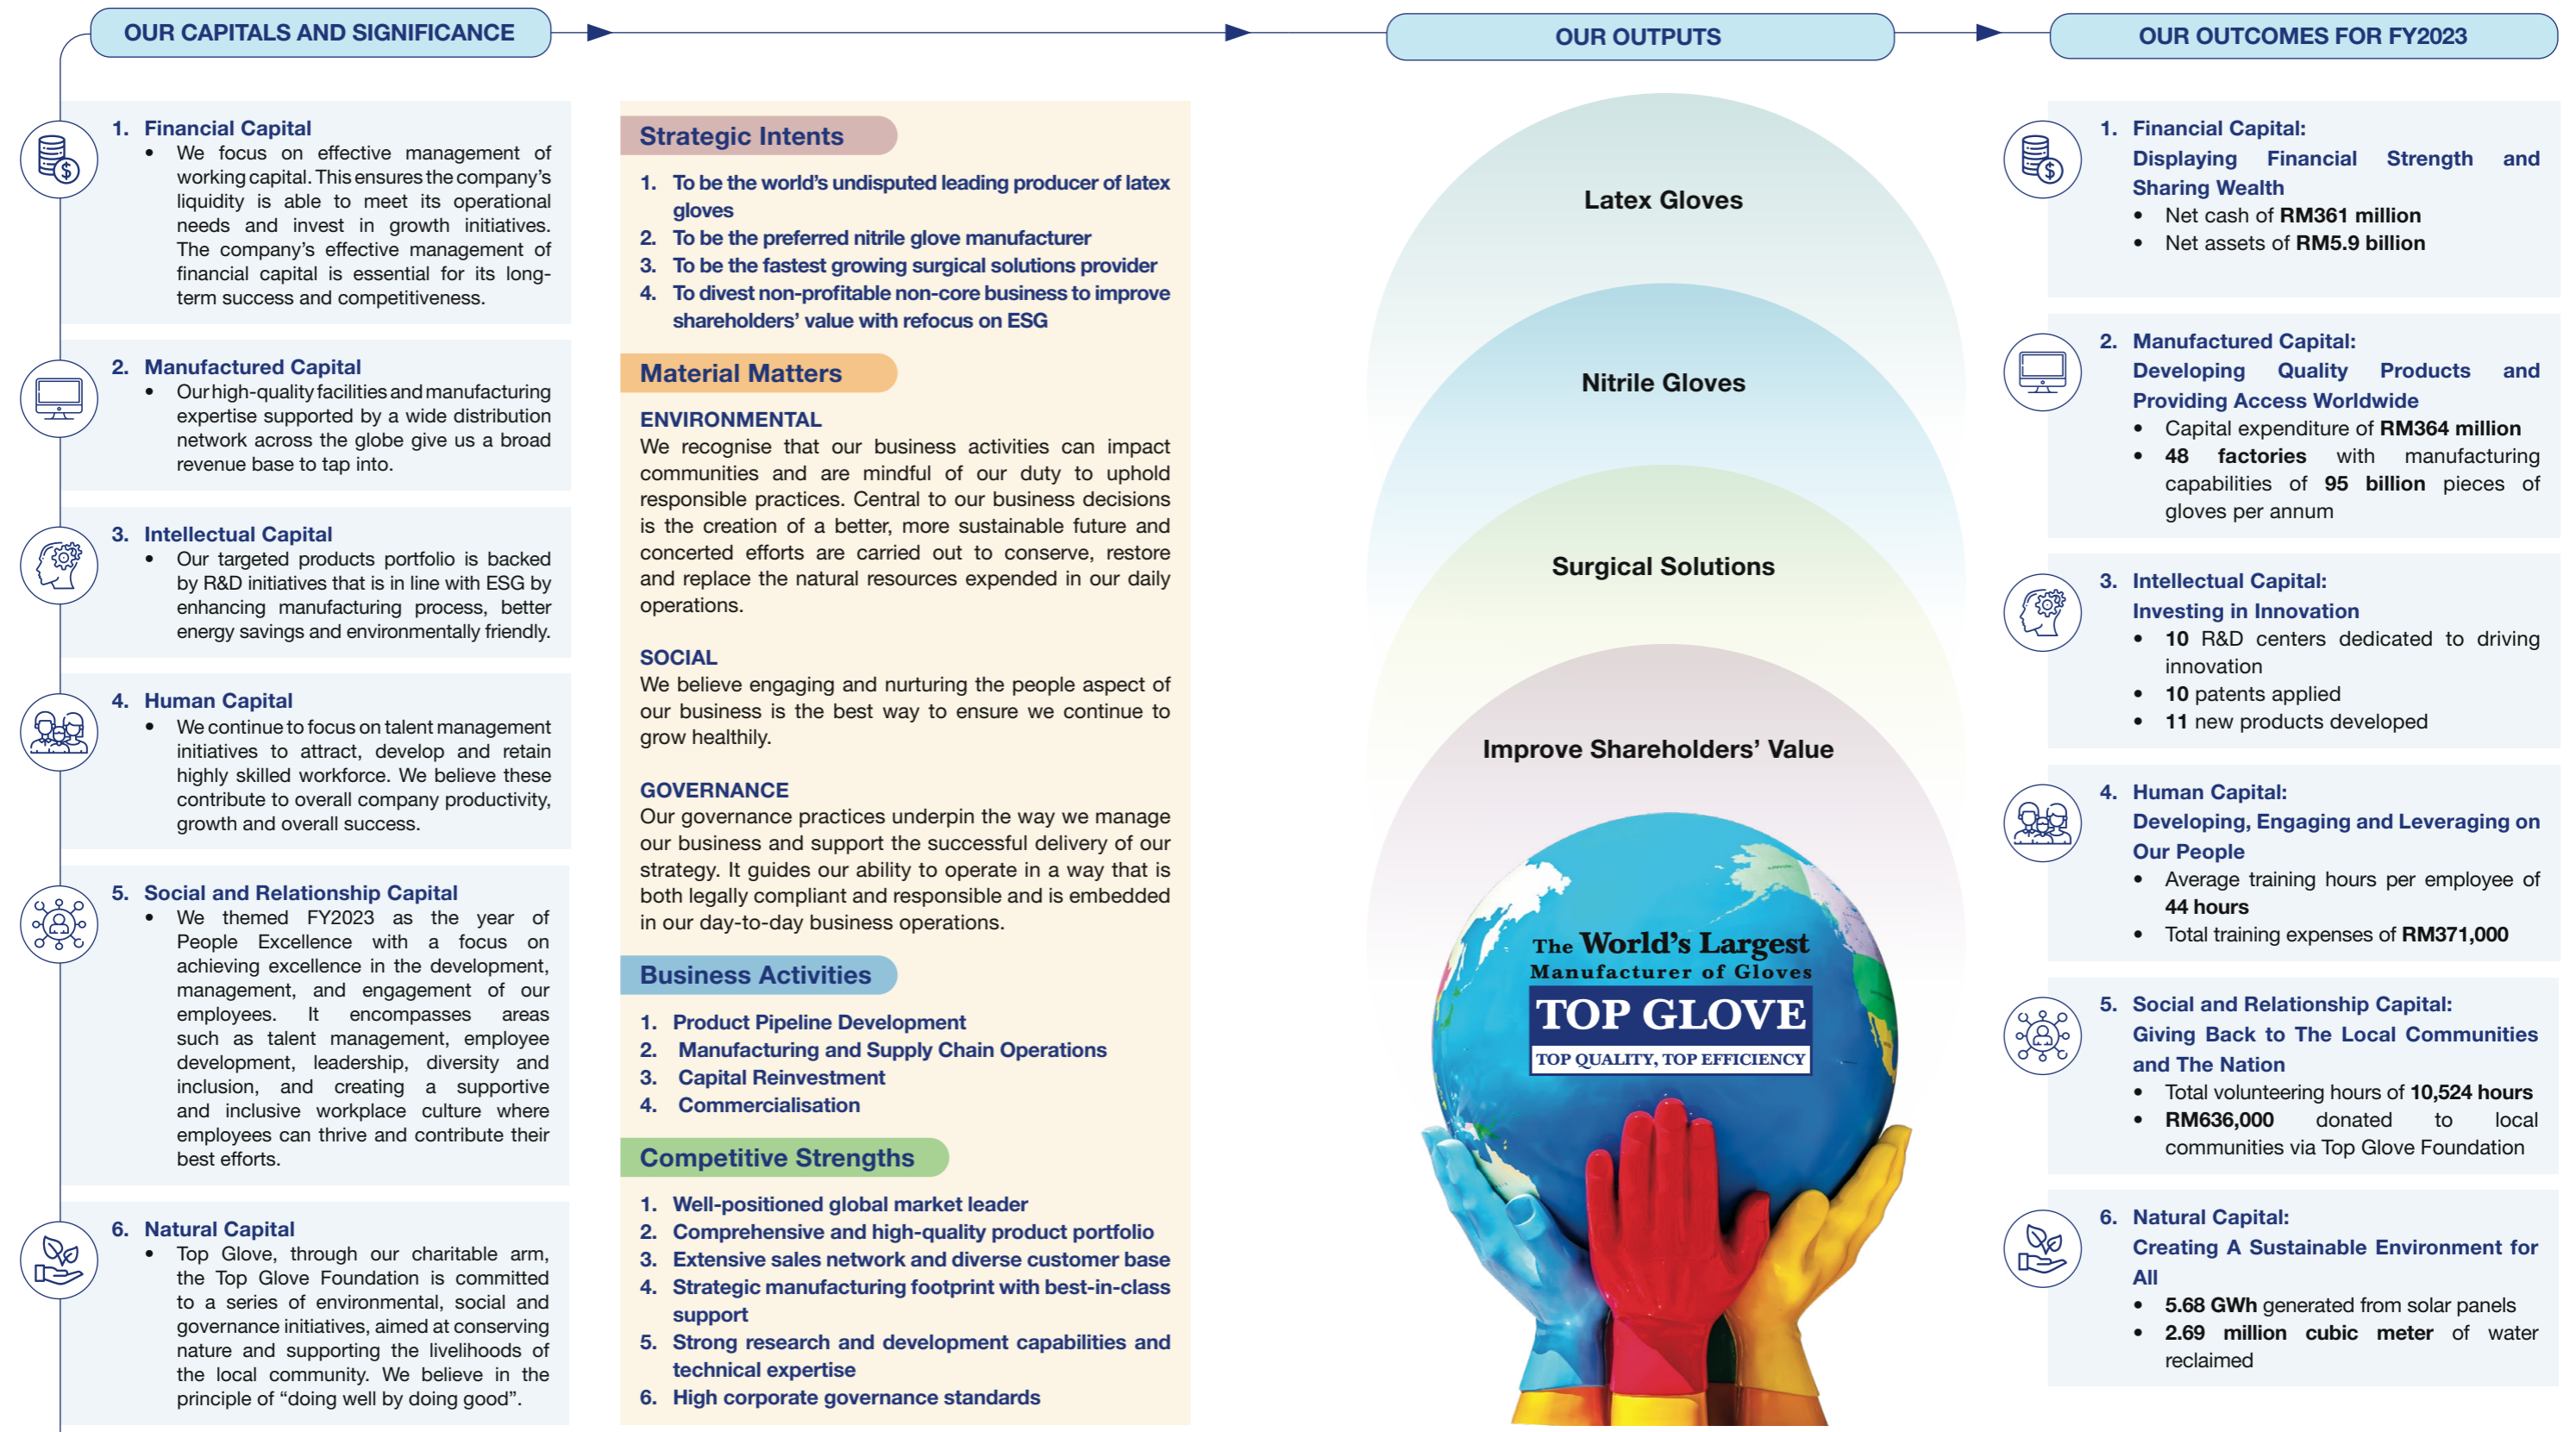 OUR CAPITALS AND SIGNIFICANCE
1. Financial Capital
• We focus on effective management of
working capital. This ensures the company’s
liquidity is able to meet its operational
needs and invest in growth initiatives.
The company’s effective management of
financial capital is essential for its long-
term success and competitiveness.
2. Manufactured Capital
• Our high-quality facilities and manufacturing
expertise supported by a wide distribution
network across the globe give us a broad
revenue base to tap into.
3. Intellectual Capital
• Our targeted products portfolio is backed
by R&D initiatives that is in line with ESG by
enhancing manufacturing process, better
energy savings and environmentally friendly.
4. Human Capital
• We continue to focus on talent management
initiatives to attract, develop and retain
highly skilled workforce. We believe these
contribute to overall company productivity,
growth and overall success.
5. Social and Relationship Capital
• We themed FY2023 as the year of
People Excellence with a focus on
achieving excellence in the development,
management, and engagement of our
employees. It encompasses areas
such as talent management, employee
development, leadership, diversity and
inclusion, and creating a supportive
and inclusive workplace culture where
employees can thrive and contribute their
best efforts.
6. Natural Capital
• Top Glove, through our charitable arm,
the Top Glove Foundation is committed
to a series of environmental, social and
governance initiatives, aimed at conserving
nature and supporting the livelihoods of
the local community. We believe in the
principle of “doing well by doing good”.
Strategic Intents
1. To be the world’s undisputed leading producer of latex
gloves
2. To be the preferred nitrile glove manufacturer
3. To be the fastest growing surgical solutions provider
4. To divest non-profitable non-core business to improve
shareholders’ value with refocus on ESG
Material Matters
ENVIRONMENTAL
We recognise that our business activities can impact
communities and are mindful of our duty to uphold
responsible practices. Central to our business decisions
is the creation of a better, more sustainable future and
concerted efforts are carried out to conserve, restore
and replace the natural resources expended in our daily
operations.
SOCIAL
We believe engaging and nurturing the people aspect of
our business is the best way to ensure we continue to
grow healthily.
GOVERNANCE
Our governance practices underpin the way we manage
our business and support the successful delivery of our
strategy. It guides our ability to operate in a way that is
both legally compliant and responsible and is embedded
in our day-to-day business operations.
Business Activities
1. Product Pipeline Development
2. Manufacturing and Supply Chain Operations
3. Capital Reinvestment
4. Commercialisation
Competitive Strengths
1. Well-positioned global market leader
2. Comprehensive and high-quality product portfolio
3. Extensive sales network and diverse customer base
4. Strategic manufacturing footprint with best-in-class
support
5. Strong research and development capabilities and
technical expertise
6. High corporate governance standards
OUR OUTPUTS
Latex Gloves
Nitrile Gloves
Surgical Solutions
Improve Shareholders’ Value
The World’s Largest
Manufacturer of Gloves
TOP GLOVE
TOP QUALITY, TOP EFFICIENCY
OUR OUTCOMES FOR FY2023
1. Financial Capital:
Displaying Financial Strength and
Sharing Wealth
• Net cash of RM361 million
• Net assets of RM5.9 billion
2. Manufactured Capital:
Developing Quality Products and
Providing Access Worldwide
• Capital expenditure of RM364 million
• 48 factories with manufacturing
capabilities of 95 billion pieces of
gloves per annum
3. Intellectual Capital:
Investing in Innovation
• 10 R&D centers dedicated to driving
innovation
• 10 patents applied
• 11 new products developed
4. Human Capital:
Developing, Engaging and Leveraging on
Our People
• Average training hours per employee of
44 hours
• Total training expenses of RM371,000
5. Social and Relationship Capital:
Giving Back to The Local Communities
and The Nation
• Total volunteering hours of 10,524 hours
• RM636,000 donated to local
communities via Top Glove Foundation
6. Natural Capital:
Creating A Sustainable Environment for
All
• 5.68 GWh generated from solar panels
• 2.69 million cubic meter of water
reclaimed